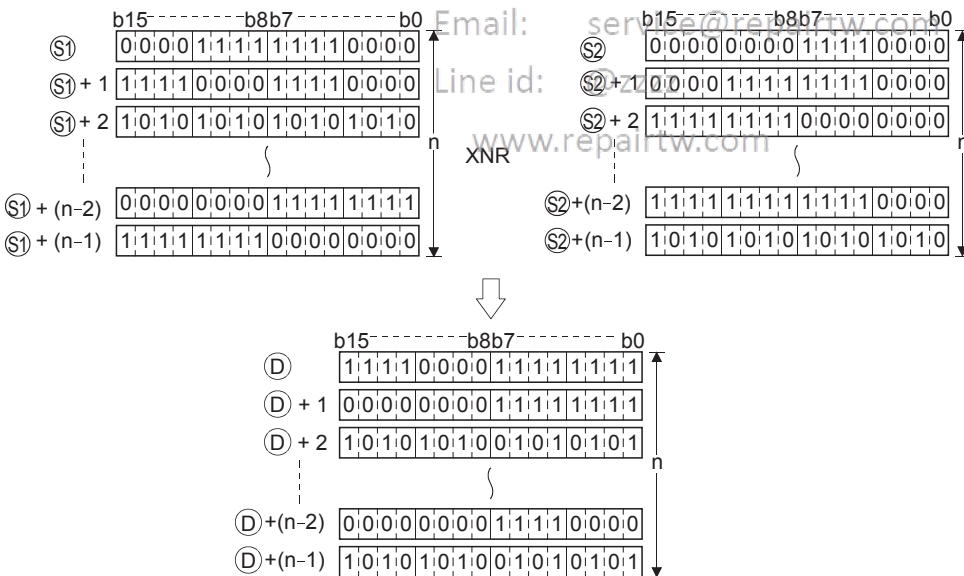 b15 b8b7 b0
S1 0000111111110000
S1 + 1 1111000011110000
S1 + 2 1010101010101010
S1 + (n-2) 0000000011111111
S1 + (n-1) 1111111100000000
n
XNR
b15 b8b7 b0
S2 0000000011110000
S2 + 1 0000111111110000
S2 + 2 1111111100000000
S2+(n-2) 1111111111110000
S2+(n-1) 1010101010101010
n
Email: service@repairtw.com
Line id: @zzzz
www.repairtw.com
b15 b8b7 b0
D 1111000011111111
D + 1 0000000011111111
D + 2 1010101001010101
D+(n-2) 0000000011110000
D+(n-1) 1010101001010101
n